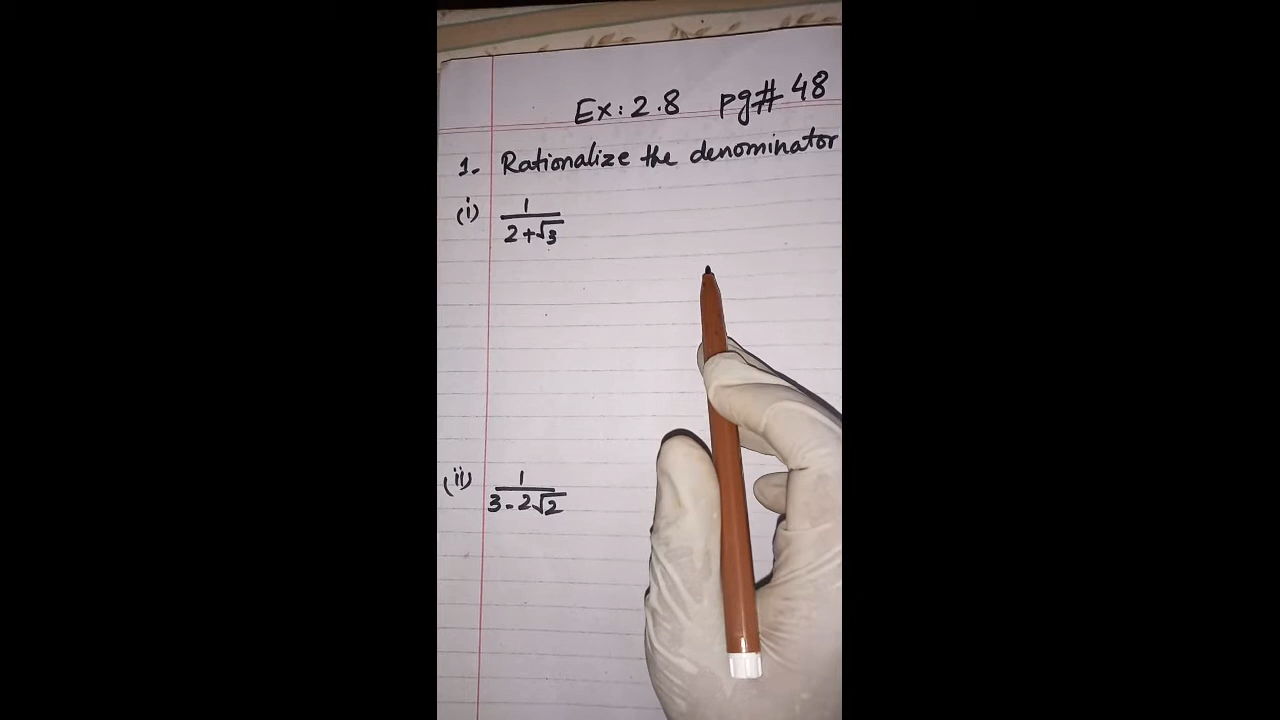 Ex: 2.8 pg# 48
1. Rationalize the denominator
(i) 1/(2+√3)
(ii) 1/(3-2√2)